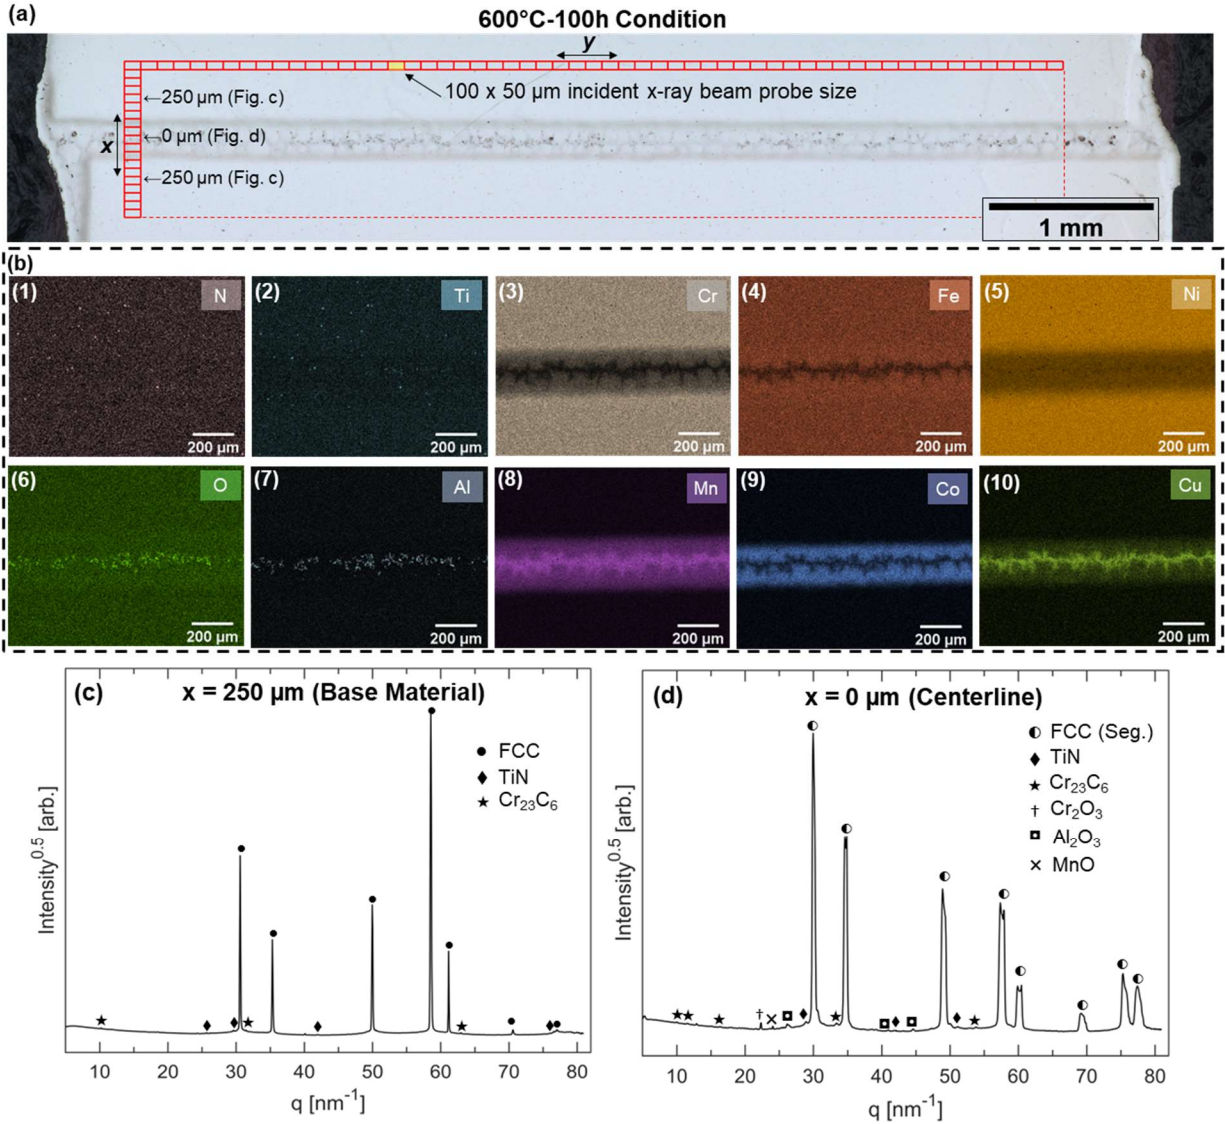 (a)
600°C-100h Condition
y
100 x 50 µm incident x-ray beam probe size
←250 µm (Fig. c)
←0 µm (Fig. d)
x
←250 µm (Fig. c)
1 mm
(b)
(1) N
(2) Ti
(3) Cr
(4) Fe
(5) Ni
200 µm
200 µm
200 µm
200 µm
200 µm
(6) O
(7) Al
(8) Mn
(9) Co
(10) Cu
200 µm
200 µm
200 µm
200 µm
200 µm
(c) x = 250 µm (Base Material)
● FCC
♦ TiN
★ Cr₂₃C₆
Intensity⁰·⁵ [arb.]
10 20 30 40 50 60 70 80
q [nm⁻¹]
(d) x = 0 µm (Centerline)
◐ FCC (Seg.)
♦ TiN
★ Cr₂₃C₆
† Cr₂O₃
◘ Al₂O₃
× MnO
Intensity⁰·⁵ [arb.]
10 20 30 40 50 60 70 80
q [nm⁻¹]